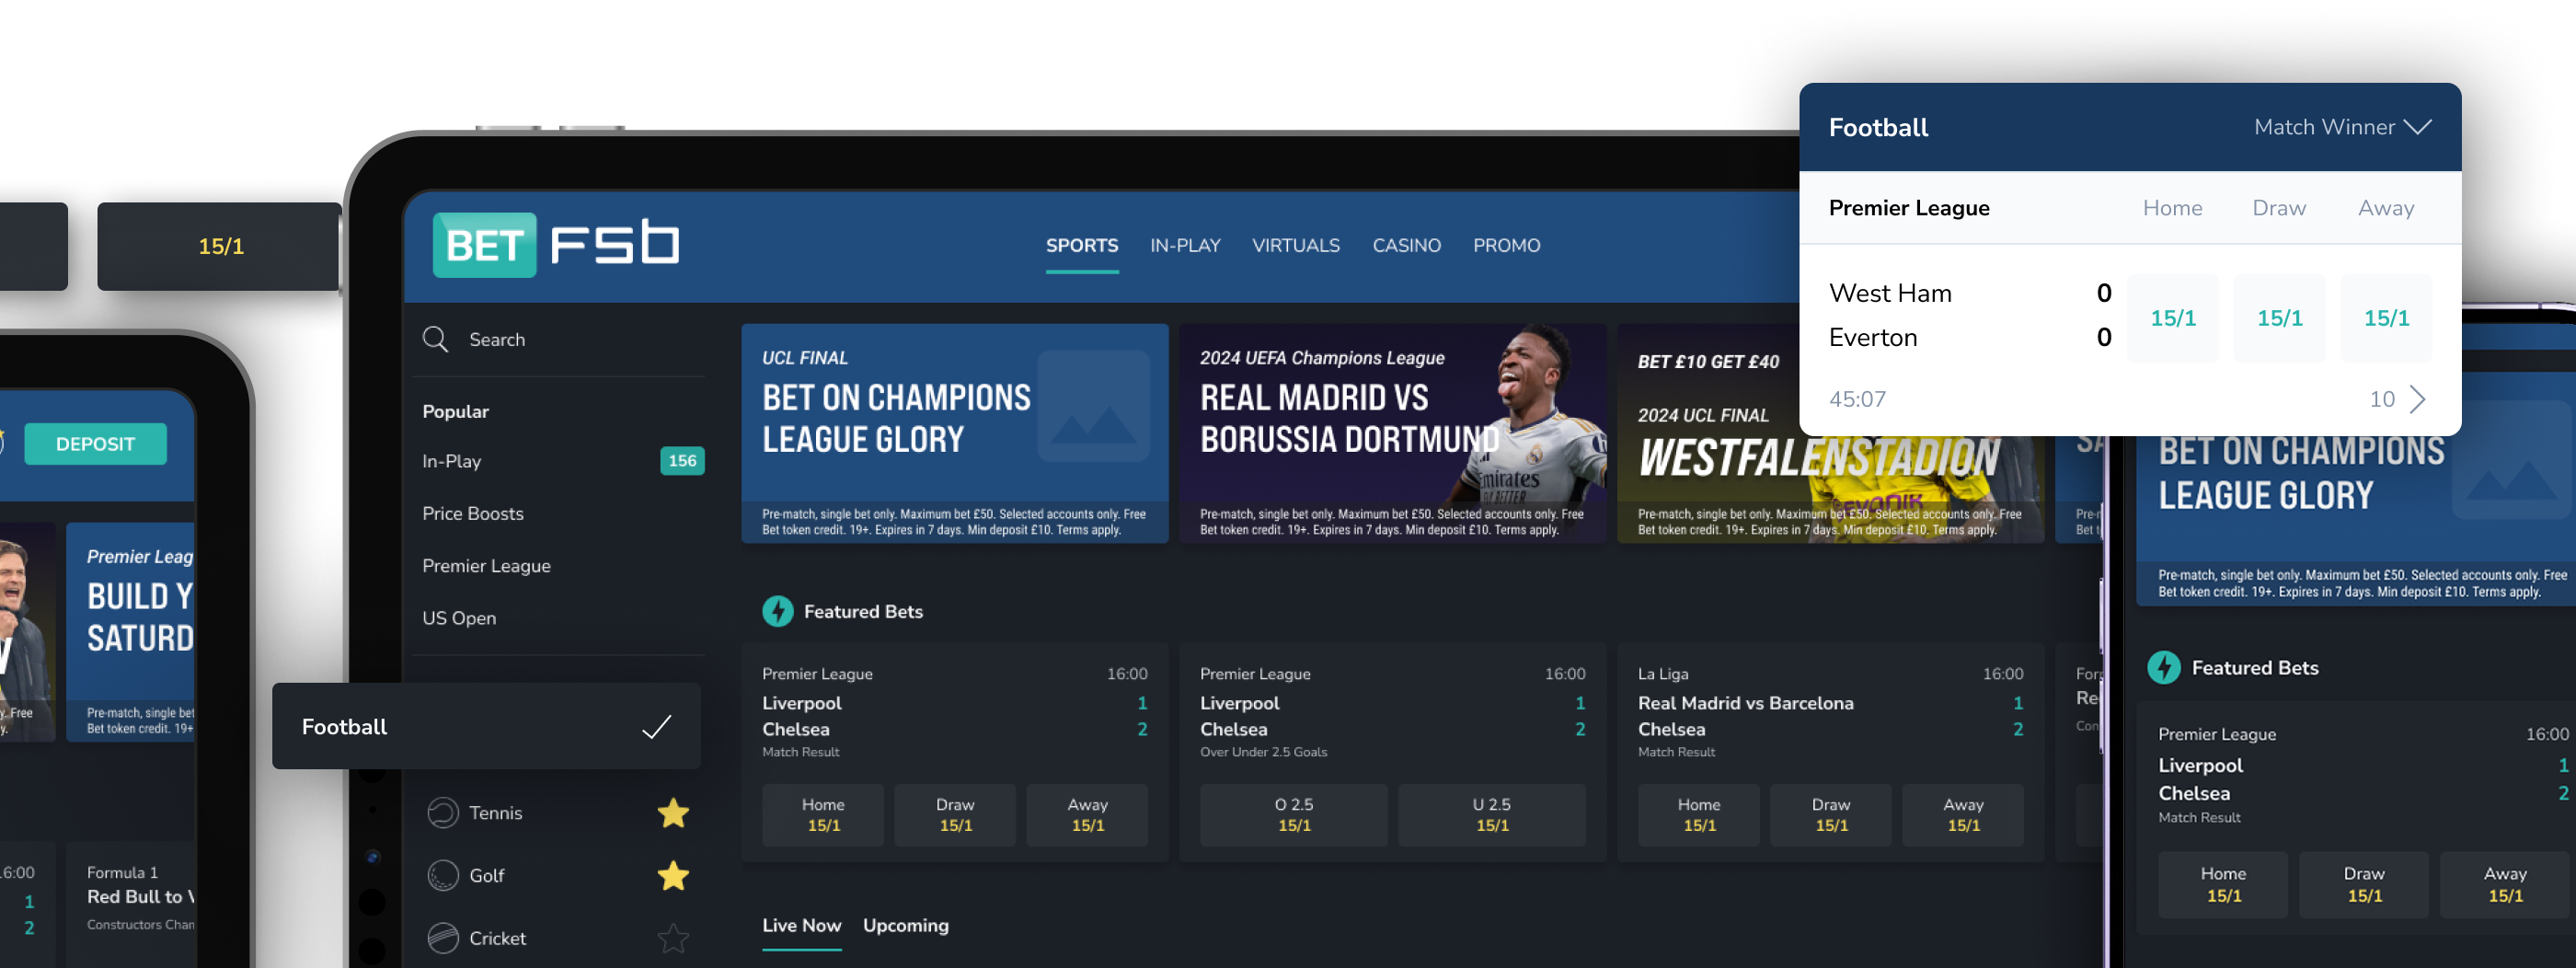 15/1
DEPOSIT
Premier Leag
BUILD Y
SATURD
y. Free
y.
Pre-match, single bet
Bet token credit. 19+
16:00
1
2
Formula 1
Red Bull to
Constructors Cham
BET FSB
SPORTS IN-PLAY VIRTUALS CASINO PROMO
Search
Popular
In-Play 156
Price Boosts
Premier League
US Open
Football
Tennis
Golf
Cricket
UCL FINAL
BET ON CHAMPIONS
LEAGUE GLORY
Pre-match, single bet only. Maximum bet £50. Selected accounts only. Free
Bet token credit. 19+. Expires in 7 days. Min deposit £10. Terms apply.
2024 UEFA Champions League
REAL MADRID VS
BORUSSIA DORTMUND
Emirates
Pre-match, single bet only. Maximum bet £50. Selected accounts only. Free
Bet token credit. 19+. Expires in 7 days. Min deposit £10. Terms apply.
BET £10 GET £40
2024 UCL FINAL
WESTFALENSTADION
evonik
Pre-match, single bet only. Maximum bet £50. Selected accounts only. Free
Bet token credit. 19+. Expires in 7 days. Min deposit £10. Terms apply.
Featured Bets
Premier League 16:00
Liverpool 1
Chelsea 2
Match Result
Home Draw Away
15/1 15/1 15/1
Premier League 16:00
Liverpool 1
Chelsea 2
Over Under 2.5 Goals
O 2.5 U 2.5
15/1 15/1
La Liga 16:00
Real Madrid vs Barcelona 1
Chelsea 2
Match Result
Home Draw Away
15/1 15/1 15/1
Live Now Upcoming
Football Match Winner
Premier League Home Draw Away
West Ham 0
Everton 0
15/1 15/1 15/1
45:07 10
BET ON CHAMPIONS
LEAGUE GLORY
Pre-match, single bet only. Maximum bet £50. Selected accounts only. Free
Bet token credit. 19+. Expires in 7 days. Min deposit £10. Terms apply.
Featured Bets
Premier League 16:00
Liverpool 1
Chelsea 2
Match Result
Home Draw Away
15/1 15/1 15/1